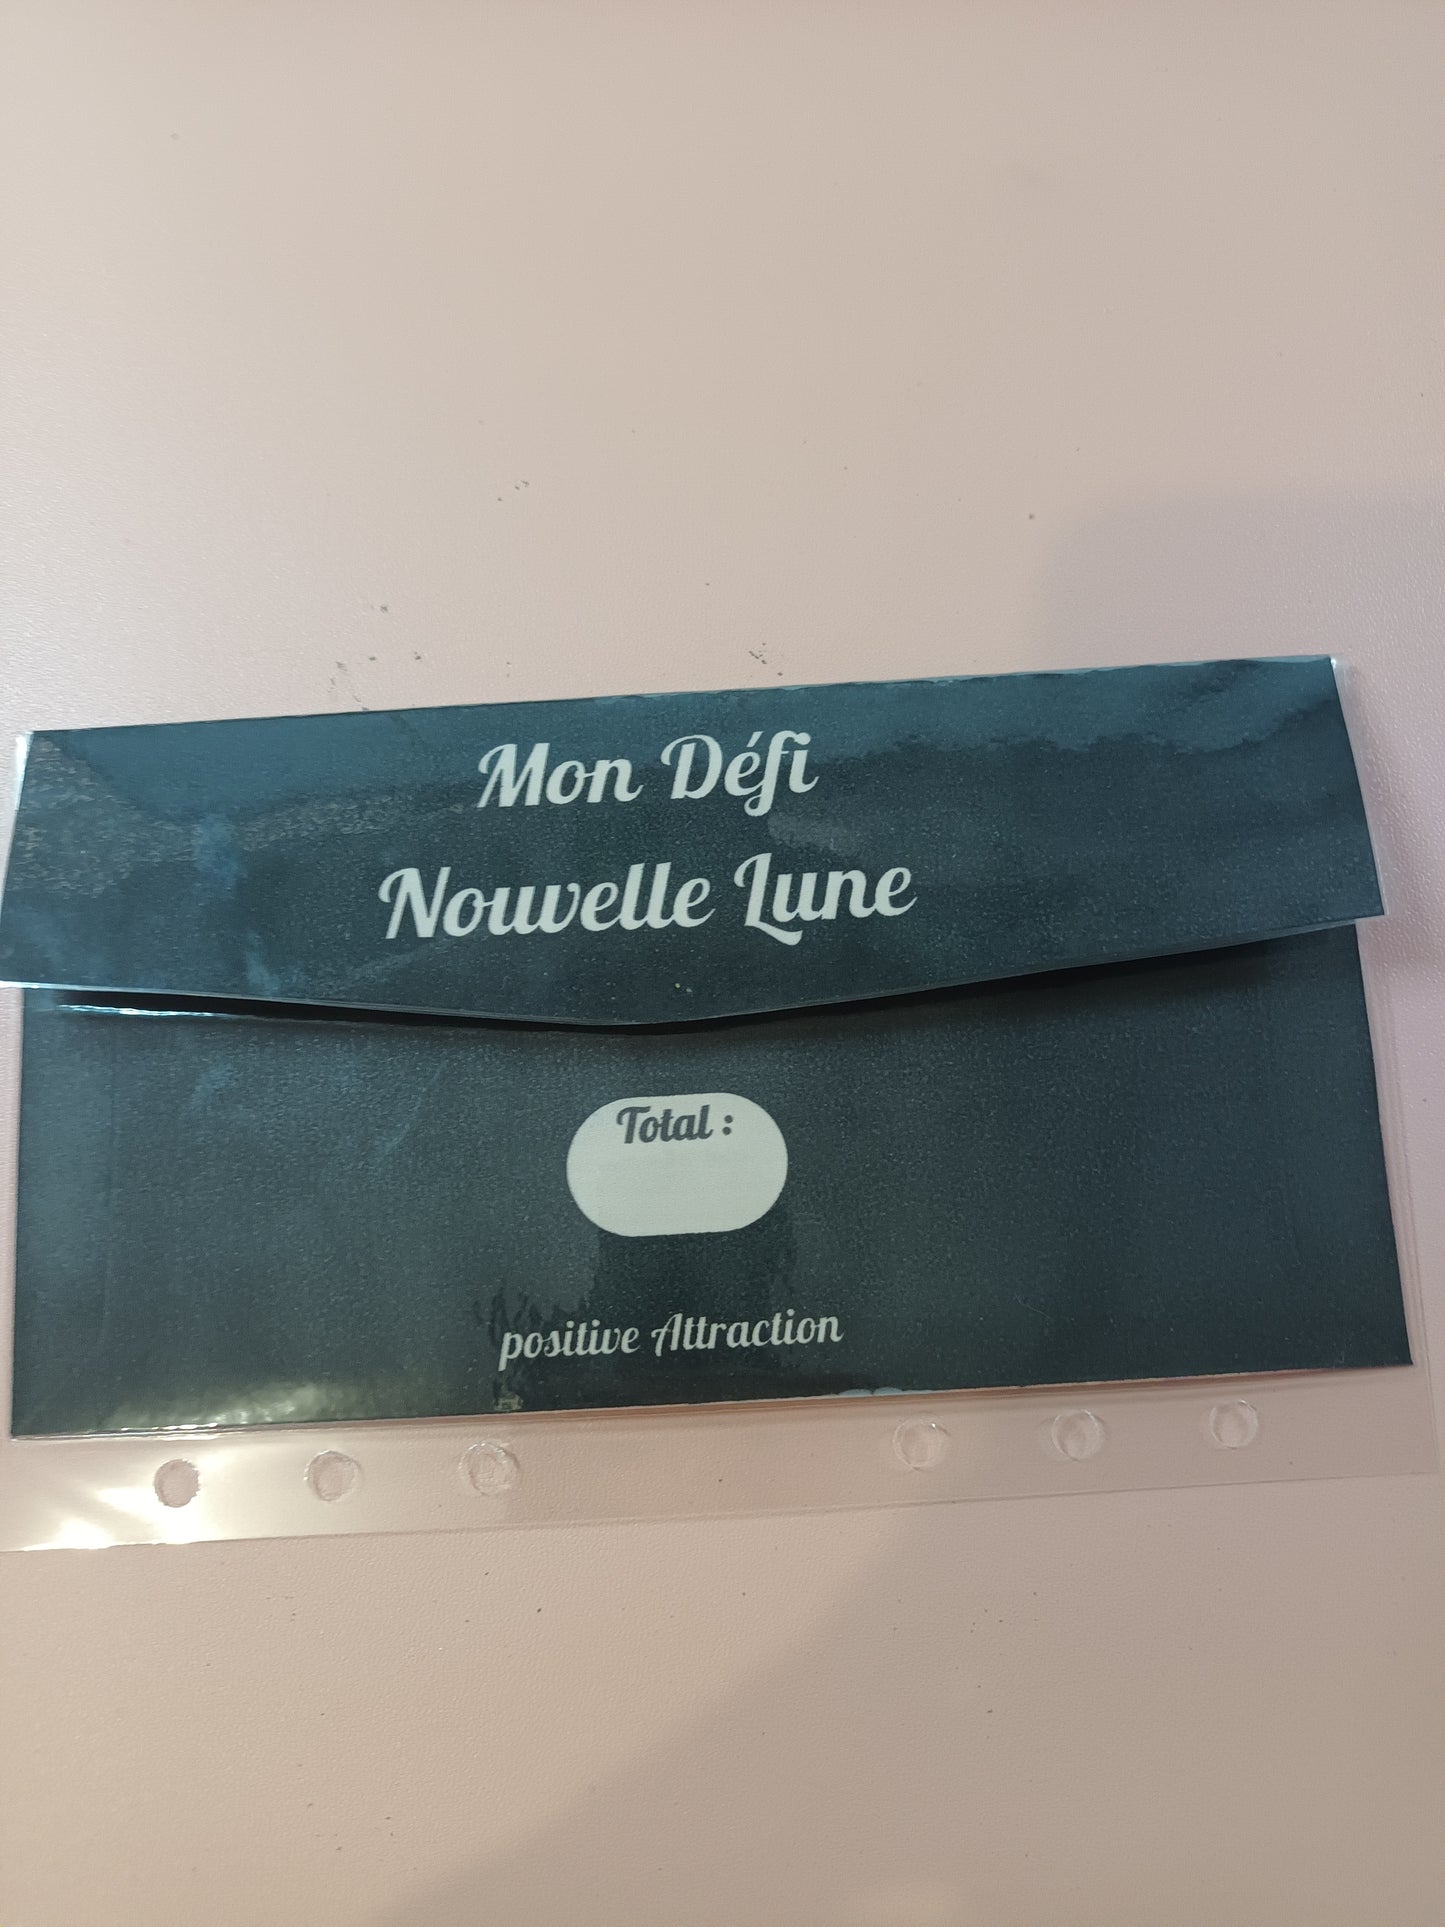 Mon Défi
Nouvelle Lune
Total :
positive Attraction